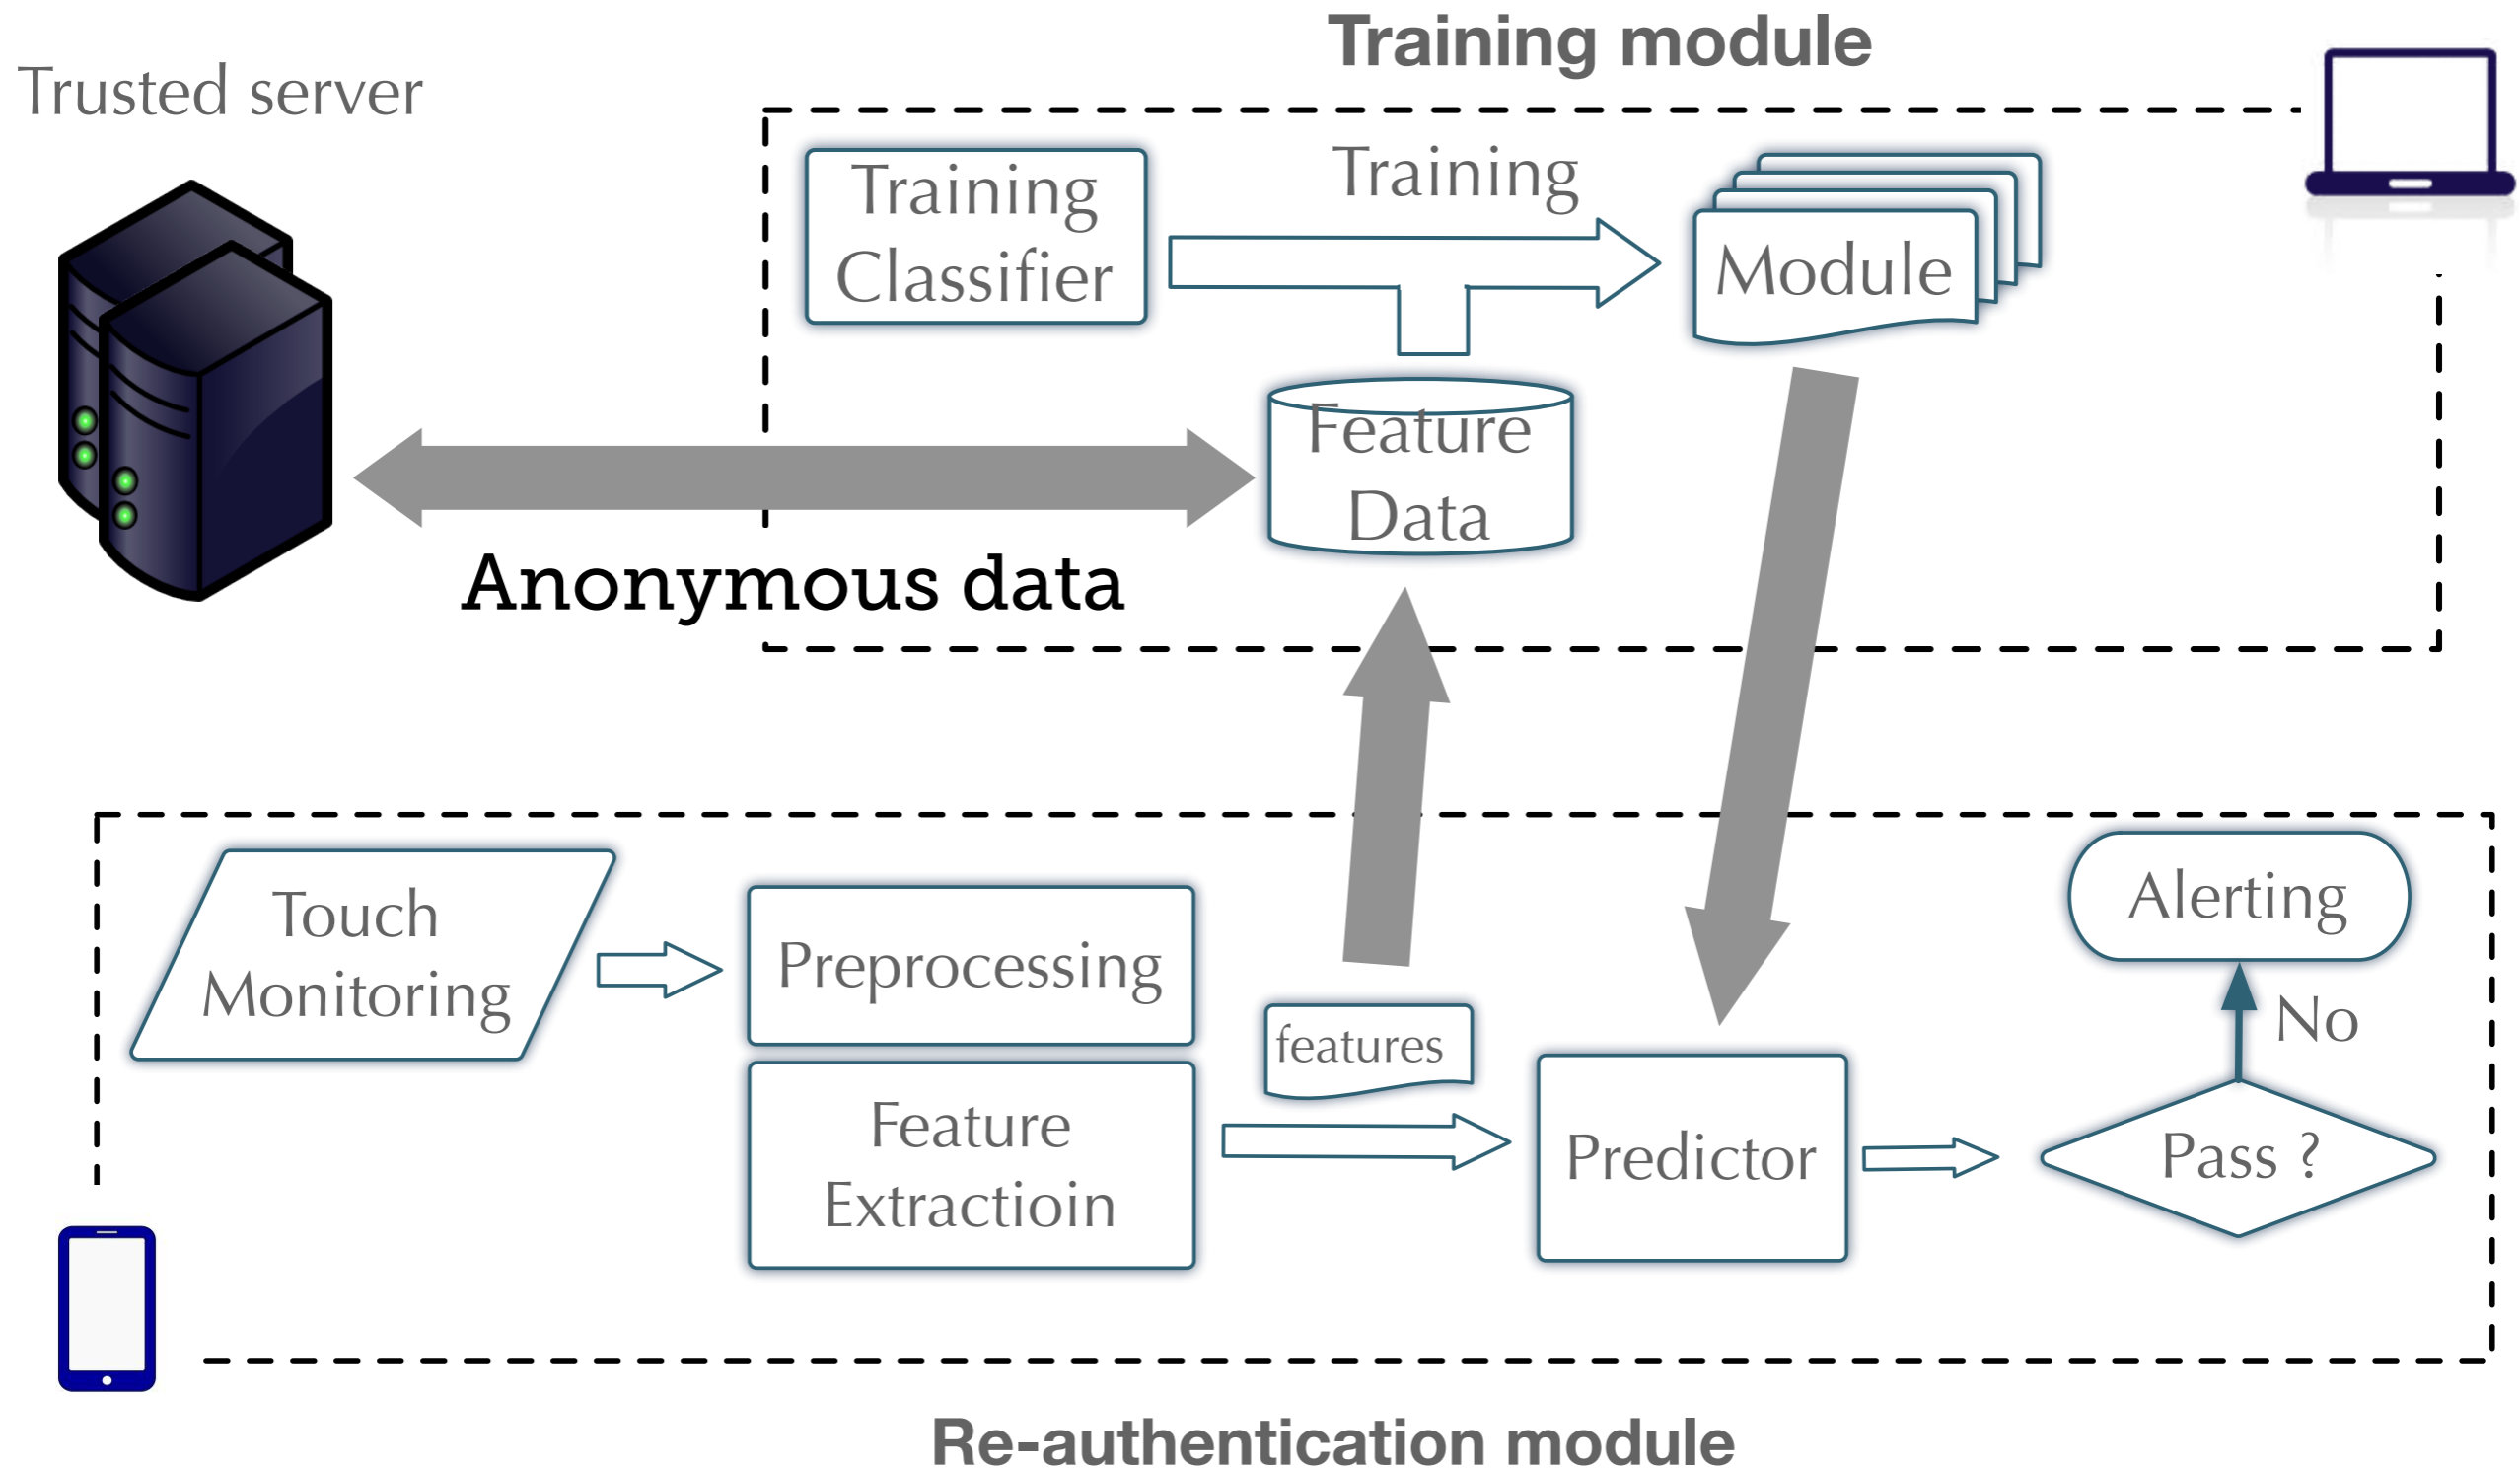 Training module
Trusted server
Training
Classifier
Training
Module
Feature
Data
Anonymous data
Touch
Monitoring
Preprocessing
Feature
Extractioin
features
Predictor
Alerting
No
Pass ?
Re-authentication module